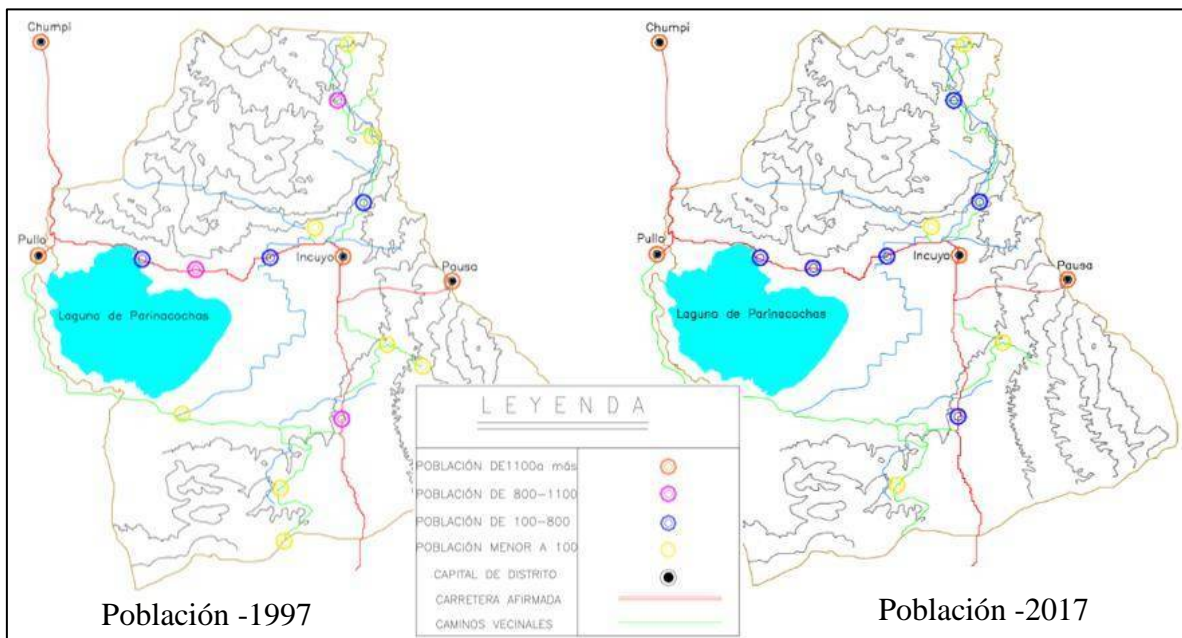 Chumpi
Pullo
Incuyo
Pausa
Laguna de Parinacochas
Población -1997
Chumpi
Pullo
Incuyo
Pausa
Laguna de Parinacochas
Población -2017
LEYENDA
POBLACIÓN DE1100a más
POBLACIÓN DE 800-1100
POBLACIÓN DE 100-800
POBLACIÓN MENOR A 100
CAPITAL DE DISTRITO
CARRETERA AFIRMADA
CAMINOS VECINALES